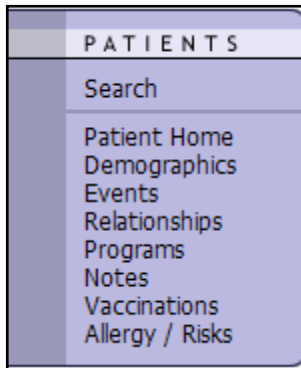 PATIENTS
Search
Patient Home
Demographics
Events
Relationships
Programs
Notes
Vaccinations
Allergy / Risks